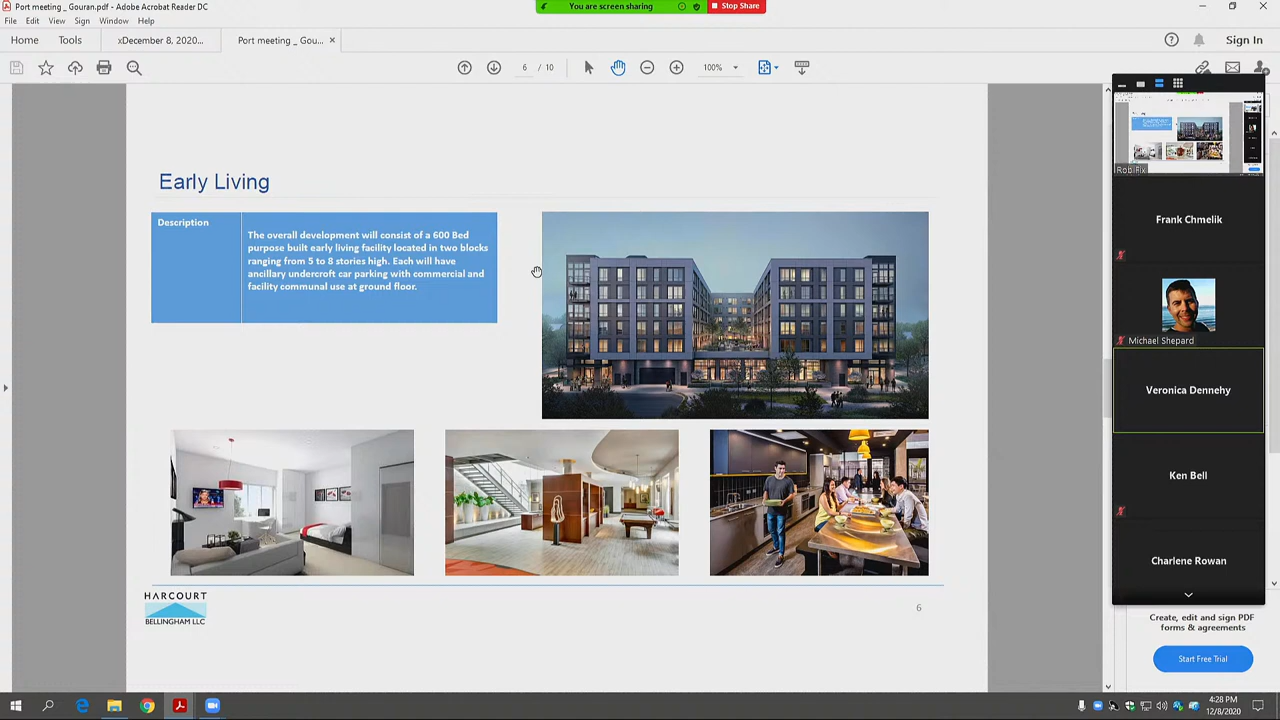 Port meeting _ Gouran.pdf - Adobe Acrobat Reader DC
You are screen sharing
Stop Share
File Edit View Sign Window Help
Home Tools xDecember 8, 2020... Port meeting _ Gou... ×
Sign In
6 / 10
100%
Early Living
Description
The overall development will consist of a 600 Bed
purpose built early living facility located in two blocks
ranging from 5 to 8 stories high. Each will have
ancillary undercroft car parking with commercial and
facility communal use at ground floor.
HARCOURT
BELLINGHAM LLC
6
Rob Fix
Frank Chmelik
Michael Shepard
Veronica Dennehy
Ken Bell
Charlene Rowan
Create, edit and sign PDF
forms & agreements
Start Free Trial
4:28 PM
12/8/2020